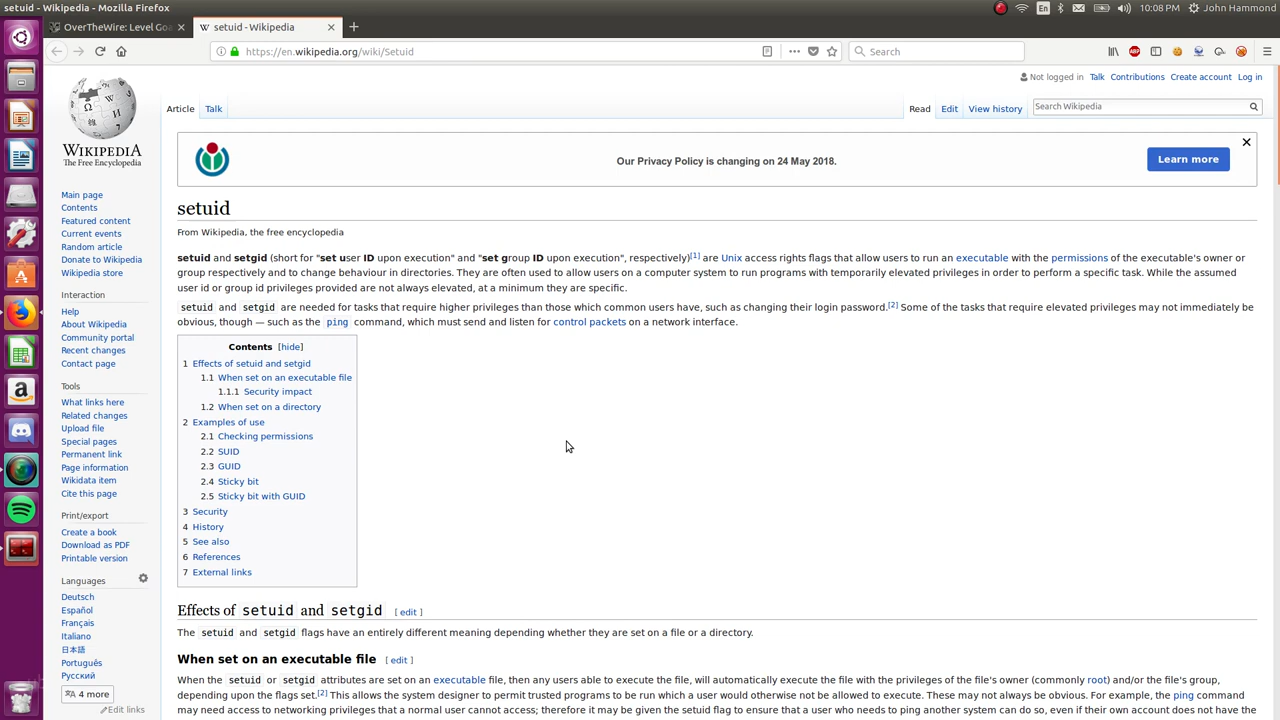 setuid - Wikipedia - Mozilla Firefox
En
10:08 PM
John Hammond
OverTheWire: Level Goa
W setuid - Wikipedia
https://en.wikipedia.org/wiki/Setuid
Search
Not logged in Talk Contributions Create account Log in
Article Talk
Read Edit View history
Search Wikipedia
WIKIPEDIA
The Free Encyclopedia
Our Privacy Policy is changing on 24 May 2018.
Learn more
Main page
Contents
Featured content
Current events
Random article
Donate to Wikipedia
Wikipedia store
Interaction
Help
About Wikipedia
Community portal
Recent changes
Contact page
Tools
What links here
Related changes
Upload file
Special pages
Permanent link
Page information
Wikidata item
Cite this page
Print/export
Create a book
Download as PDF
Printable version
Languages
Deutsch
Español
Français
Italiano
日本語
Português
Русский
4 more
Edit links
setuid
From Wikipedia, the free encyclopedia
setuid and setgid (short for "set user ID upon execution" and "set group ID upon execution", respectively)[1] are Unix access rights flags that allow users to run an executable with the permissions of the executable's owner or
group respectively and to change behaviour in directories. They are often used to allow users on a computer system to run programs with temporarily elevated privileges in order to perform a specific task. While the assumed
user id or group id privileges provided are not always elevated, at a minimum they are specific.
setuid and setgid are needed for tasks that require higher privileges than those which common users have, such as changing their login password.[2] Some of the tasks that require elevated privileges may not immediately be
obvious, though — such as the ping command, which must send and listen for control packets on a network interface.
Contents [hide]
1 Effects of setuid and setgid
1.1 When set on an executable file
1.1.1 Security impact
1.2 When set on a directory
2 Examples of use
2.1 Checking permissions
2.2 SUID
2.3 GUID
2.4 Sticky bit
2.5 Sticky bit with GUID
3 Security
4 History
5 See also
6 References
7 External links
Effects of setuid and setgid [ edit ]
The setuid and setgid flags have an entirely different meaning depending whether they are set on a file or a directory.
When set on an executable file [ edit ]
When the setuid or setgid attributes are set on an executable file, then any users able to execute the file, will automatically execute the file with the privileges of the file's owner (commonly root) and/or the file's group,
depending upon the flags set.[2] This allows the system designer to permit trusted programs to be run which a user would otherwise not be allowed to execute. These may not always be obvious. For example, the ping command
may need access to networking privileges that a normal user cannot access; therefore it may be given the setuid flag to ensure that a user who needs to ping another system can do so, even if their own account does not have the